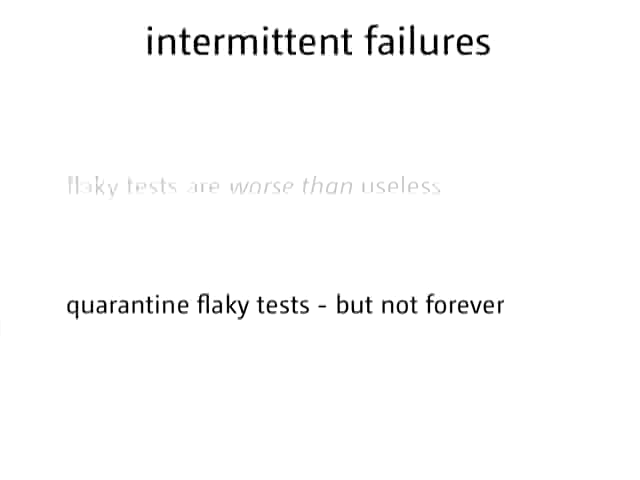 intermittent failures
flaky tests are worse than useless
quarantine flaky tests - but not forever